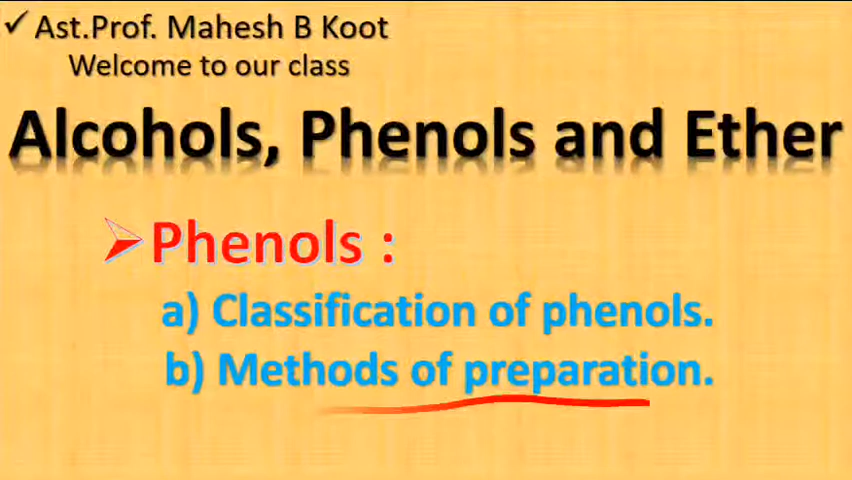 Ast.Prof. Mahesh B Koot
Welcome to our class
Alcohols, Phenols and Ether
Phenols :
a) Classification of phenols.
b) Methods of preparation.